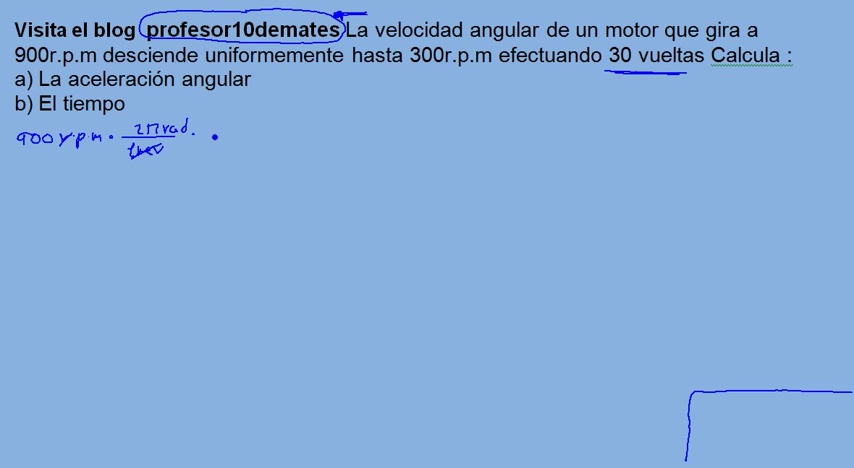 Visita el blog profesor10demates La velocidad angular de un motor que gira a
900r.p.m desciende uniformemente hasta 300r.p.m efectuando 30 vueltas Calcula :
a) La aceleración angular
b) El tiempo
900 r.p.m · 2π rad.